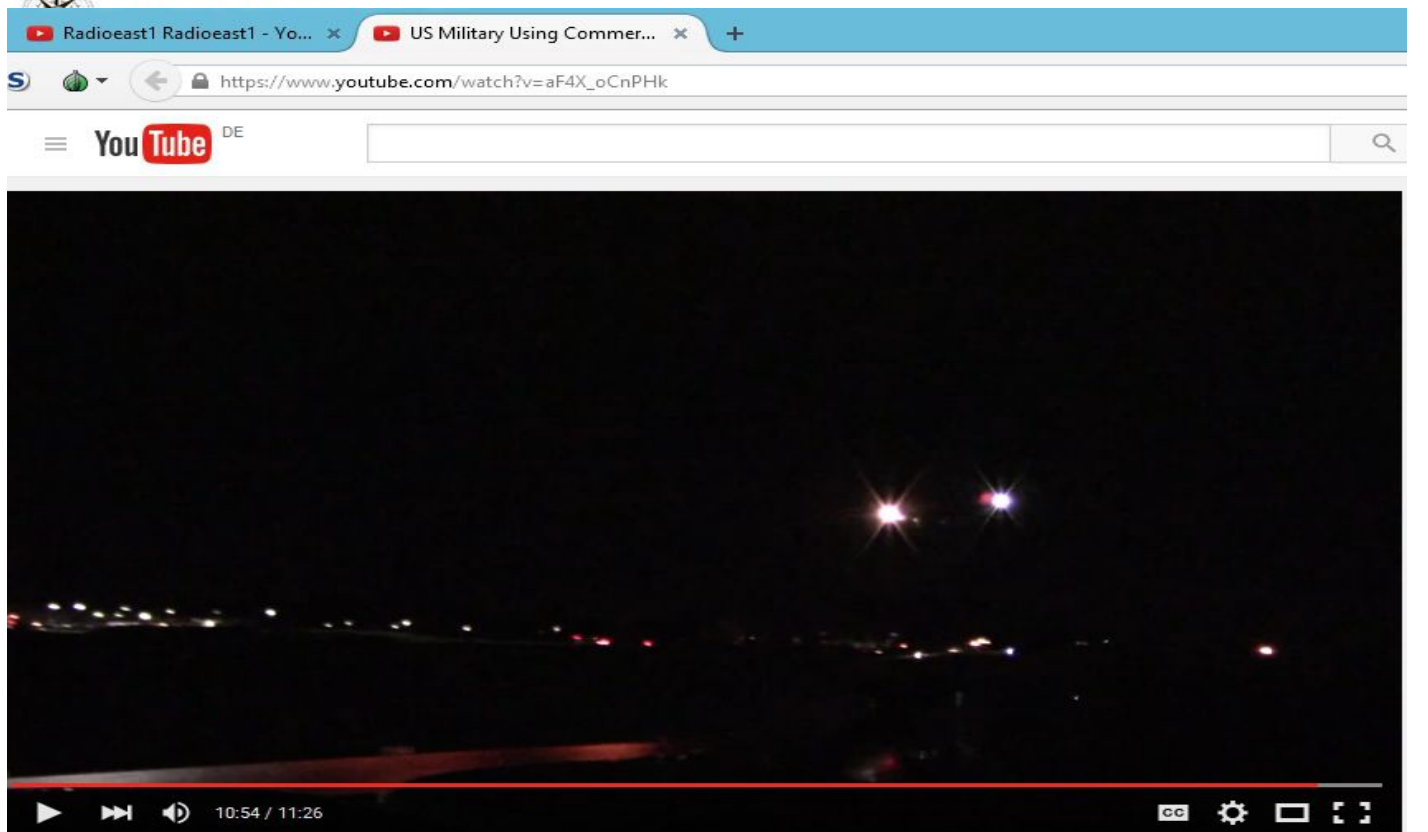 Radioeast1 Radioeast1 - Yo... × US Military Using Commer... × +
S) https://www.youtube.com/watch?v=aF4X_oCnPHk
YouTube DE
10:54 / 11:26 CC